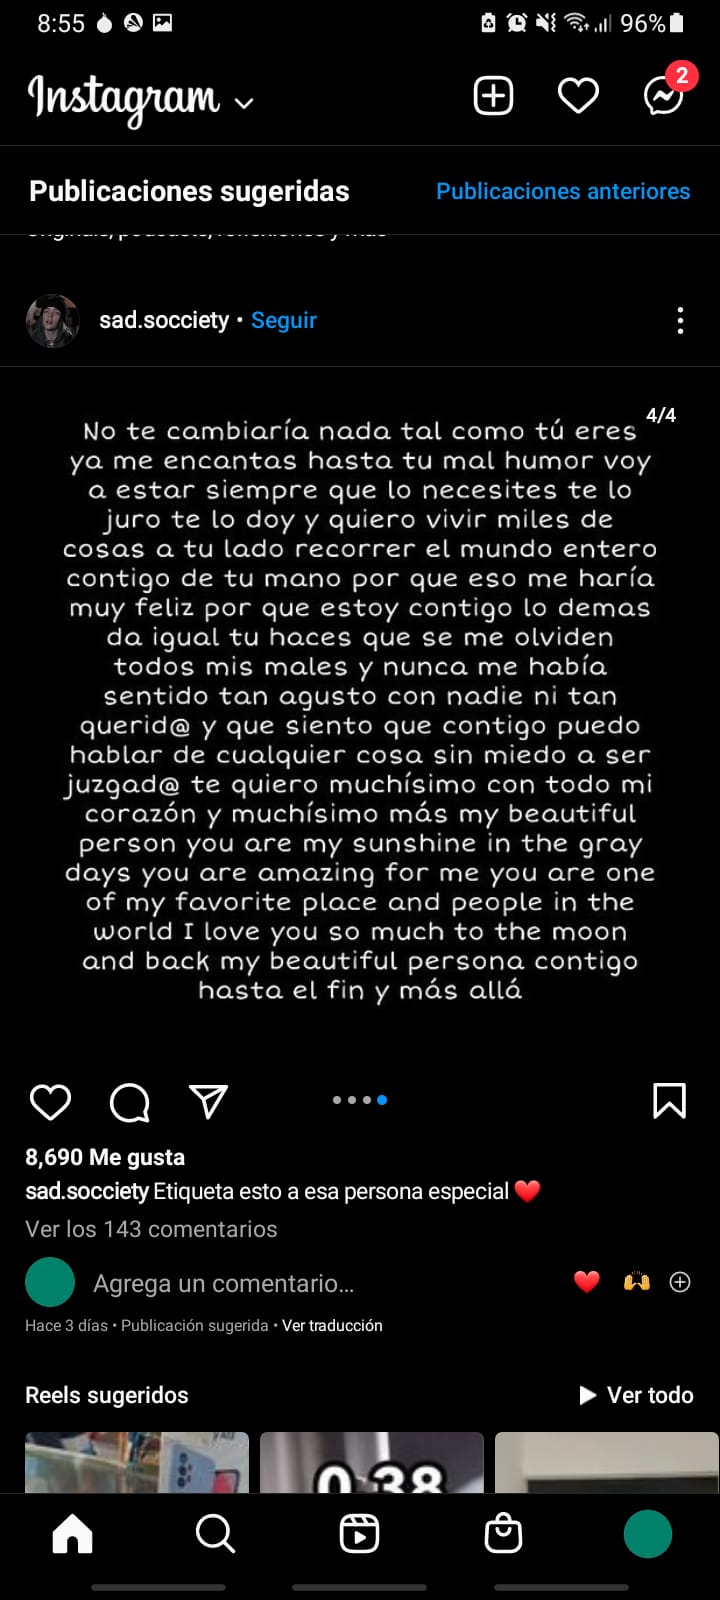 8:55 96%
Instagram
2
Publicaciones sugeridas Publicaciones anteriores
sad.socciety • Seguir
4/4
No te cambiaría nada tal como tú eres
ya me encantas hasta tu mal humor voy
a estar siempre que lo necesites te lo
juro te lo doy y quiero vivir miles de
cosas a tu lado recorrer el mundo entero
contigo de tu mano por que eso me haría
muy feliz por que estoy contigo lo demas
da igual tu haces que se me olviden
todos mis males y nunca me había
sentido tan agusto con nadie ni tan
querid@ y que siento que contigo puedo
hablar de cualquier cosa sin miedo a ser
juzgad@ te quiero muchísimo con todo mi
corazón y muchísimo más my beautiful
person you are my sunshine in the gray
days you are amazing for me you are one
of my favorite place and people in the
world I love you so much to the moon
and back my beautiful persona contigo
hasta el fin y más allá
8,690 Me gusta
sad.socciety Etiqueta esto a esa persona especial ❤️
Ver los 143 comentarios
Agrega un comentario...
Hace 3 días • Publicación sugerida • Ver traducción
Reels sugeridos Ver todo
0:38